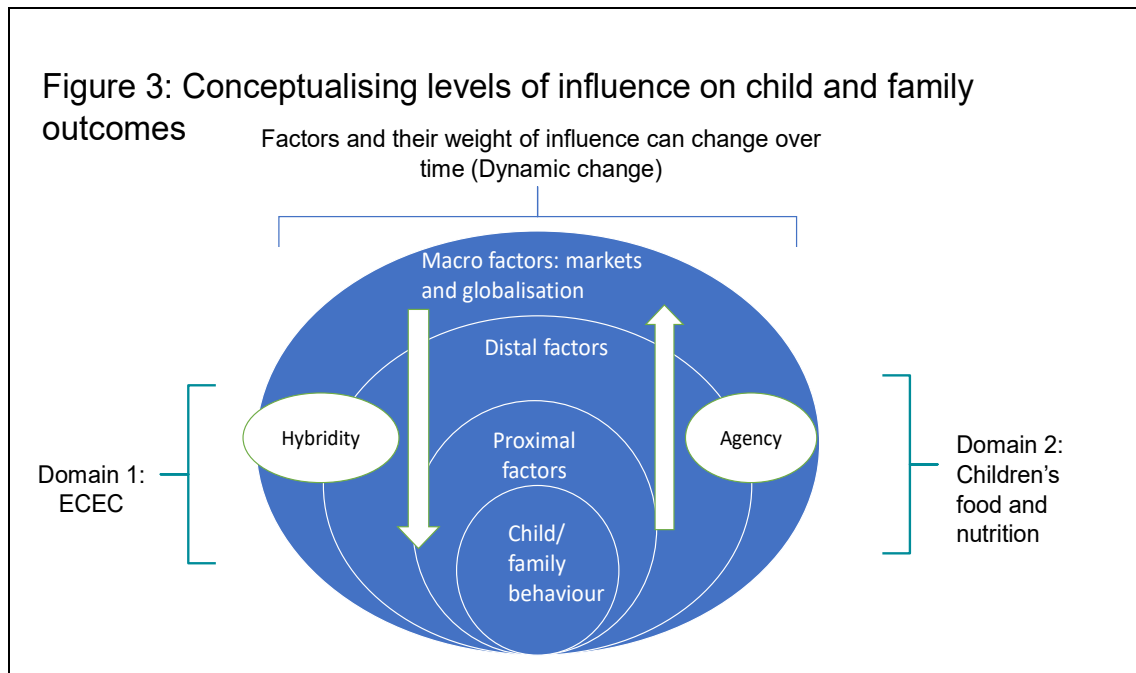 Figure 3: Conceptualising levels of influence on child and family
outcomes
Factors and their weight of influence can change over
time (Dynamic change)
Macro factors: markets
and globalisation
Distal factors
Hybridity
Agency
Proximal
factors
Domain 1:
ECEC
Domain 2:
Children’s
food and
nutrition
Child/
family
behaviour